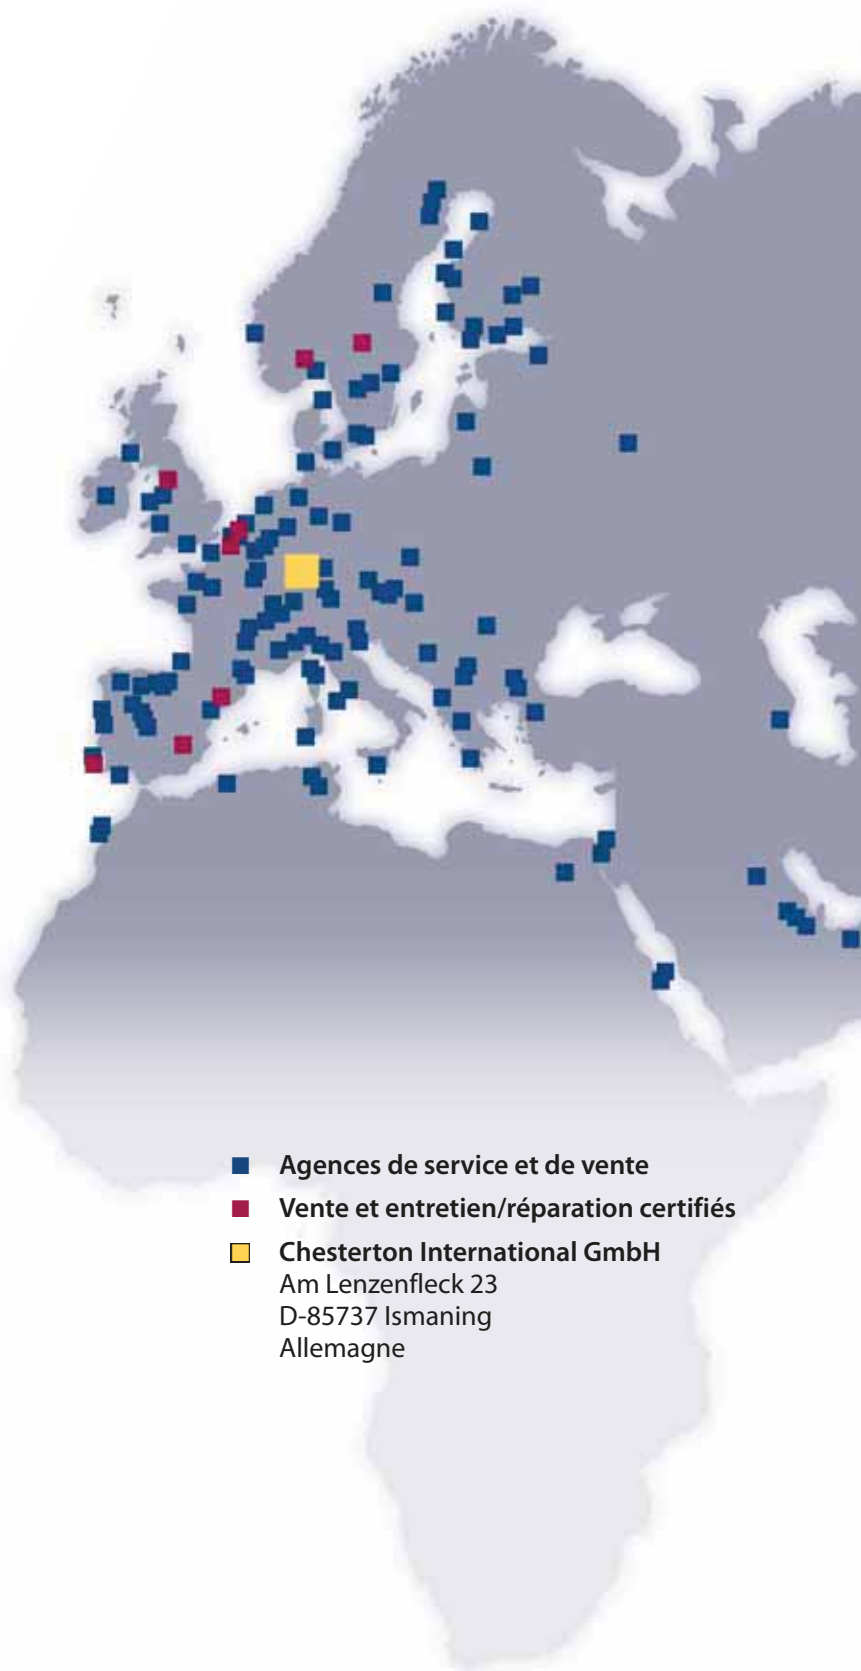 Agences de service et de vente
Vente et entretien/réparation certifiés
Chesterton International GmbH
Am Lenzenfleck 23
D-85737 Ismaning
Allemagne